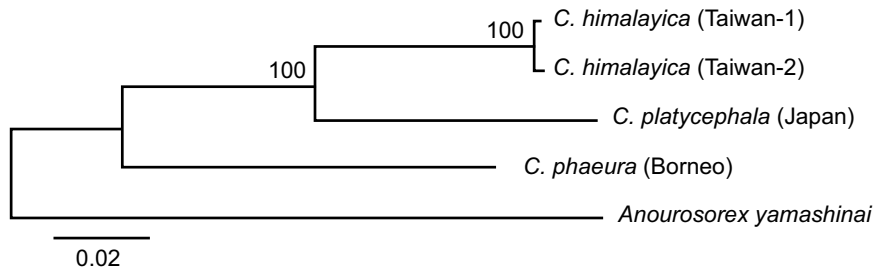 C. himalayica (Taiwan-1)
100
C. himalayica (Taiwan-2)
100
C. platycephala (Japan)
C. phaeura (Borneo)
Anourosorex yamashinai
0.02